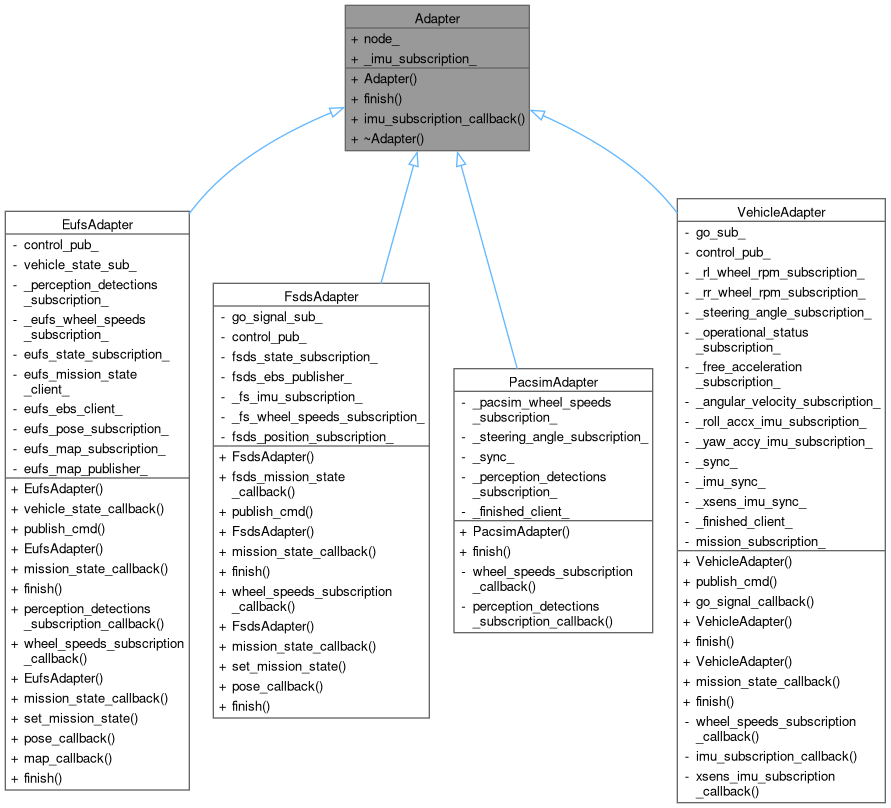 Adapter
+ node_
+ _imu_subscription_
+ Adapter()
+ finish()
+ imu_subscription_callback()
+ ~Adapter()
EufsAdapter
- control_pub_
- vehicle_state_sub_
- _perception_detections
_subscription_
- _eufs_wheel_speeds
_subscription_
- eufs_state_subscription_
- eufs_mission_state
_client_
- eufs_ebs_client_
- eufs_pose_subscription_
- eufs_map_subscription_
- eufs_map_publisher_
+ EufsAdapter()
+ vehicle_state_callback()
+ publish_cmd()
+ EufsAdapter()
+ mission_state_callback()
+ finish()
+ perception_detections
_subscription_callback()
+ wheel_speeds_subscription
_callback()
+ EufsAdapter()
+ mission_state_callback()
+ set_mission_state()
+ pose_callback()
+ map_callback()
+ finish()
FsdsAdapter
- go_signal_sub_
- control_pub_
- fsds_state_subscription_
- fsds_ebs_publisher_
- _fs_imu_subscription_
- _fs_wheel_speeds_subscription_
- fsds_position_subscription_
+ FsdsAdapter()
+ fsds_mission_state
_callback()
+ publish_cmd()
+ FsdsAdapter()
+ mission_state_callback()
+ finish()
+ wheel_speeds_subscription
_callback()
+ FsdsAdapter()
+ mission_state_callback()
+ set_mission_state()
+ pose_callback()
+ finish()
PacsimAdapter
- _pacsim_wheel_speeds
_subscription_
- _steering_angle_subscription_
- _sync_
- _perception_detections
_subscription_
- _finished_client_
+ PacsimAdapter()
+ finish()
- wheel_speeds_subscription
_callback()
- perception_detections
_subscription_callback()
VehicleAdapter
- go_sub_
- control_pub_
- _rl_wheel_rpm_subscription_
- _rr_wheel_rpm_subscription_
- _steering_angle_subscription_
- _operational_status
_subscription_
- _free_acceleration
_subscription_
- _angular_velocity_subscription_
- _roll_accx_imu_subscription_
- _yaw_accy_imu_subscription_
- _sync_
- _imu_sync_
- _xsens_imu_sync_
- _finished_client_
- mission_subscription_
+ VehicleAdapter()
+ publish_cmd()
+ go_signal_callback()
+ VehicleAdapter()
+ finish()
+ VehicleAdapter()
+ mission_state_callback()
+ finish()
- wheel_speeds_subscription
_callback()
- imu_subscription_callback()
- xsens_imu_subscription
_callback()